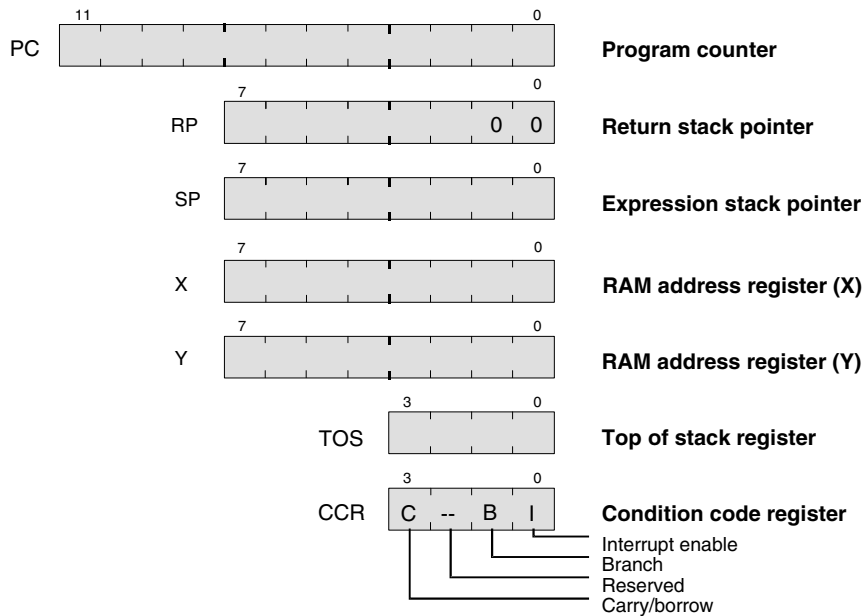 11 0
PC Program counter
7 0
RP 0 0 Return stack pointer
7 0
SP Expression stack pointer
7 0
X RAM address register (X)
7 0
Y RAM address register (Y)
3 0
TOS Top of stack register
3 0
CCR C -- B I Condition code register
Interrupt enable
Branch
Reserved
Carry/borrow